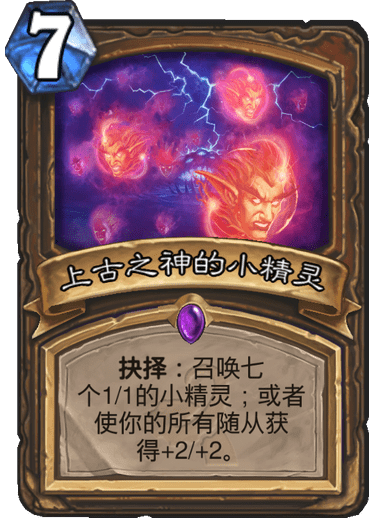 7
上古之神的小精灵
抉择：召唤七
个1/1的小精灵；或者
使你的所有随从获
得+2/+2。